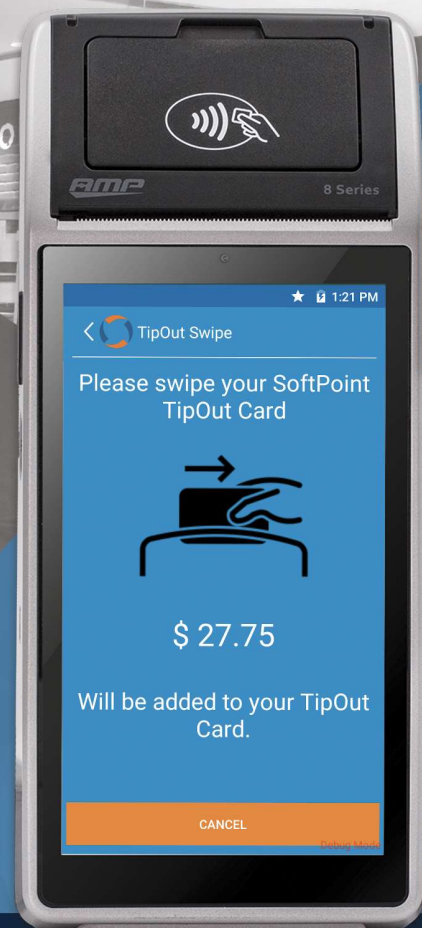 AMP
8 Series
1:21 PM
TipOut Swipe
Please swipe your SoftPoint
TipOut Card
$ 27.75
Will be added to your TipOut
Card.
CANCEL
Debug Mode